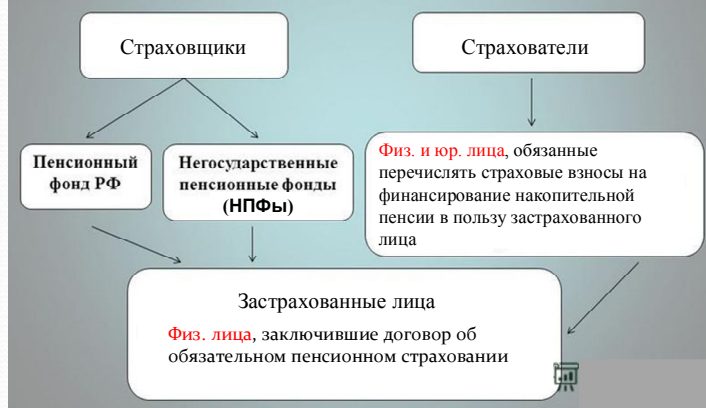 Страховщики
Страхователи
Пенсионный
фонд РФ
Негосударственные
пенсионные фонды
(НПФы)
Физ. и юр. лица, обязанные
перечислять страховые взносы на
финансирование накопительной
пенсии в пользу застрахованного
лица
Застрахованные лица
Физ. лица, заключившие договор об
обязательном пенсионном страховании